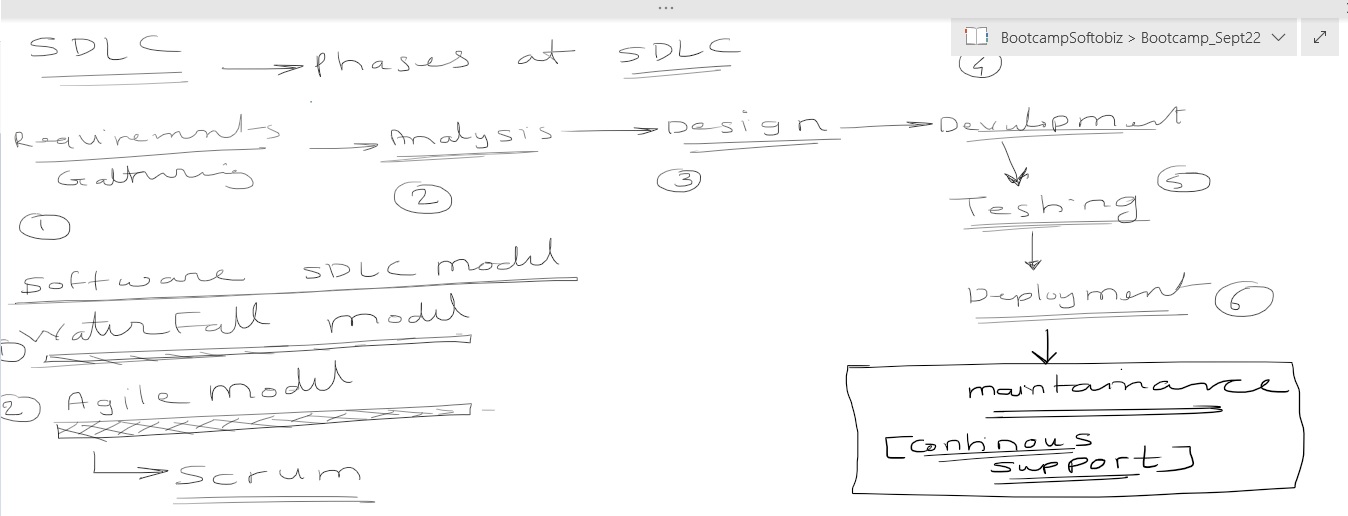 ...
BootcampSoftobiz > Bootcamp_Sept22
SDLC → Phases at SDLC
4
Requirements Gathering → Analysis → Design → Development
1
2
3
Testing
5
Deployment
6
Software SDLC model
1) Waterfall model
2) Agile model
Scrum
maintainance
[Continous
support]